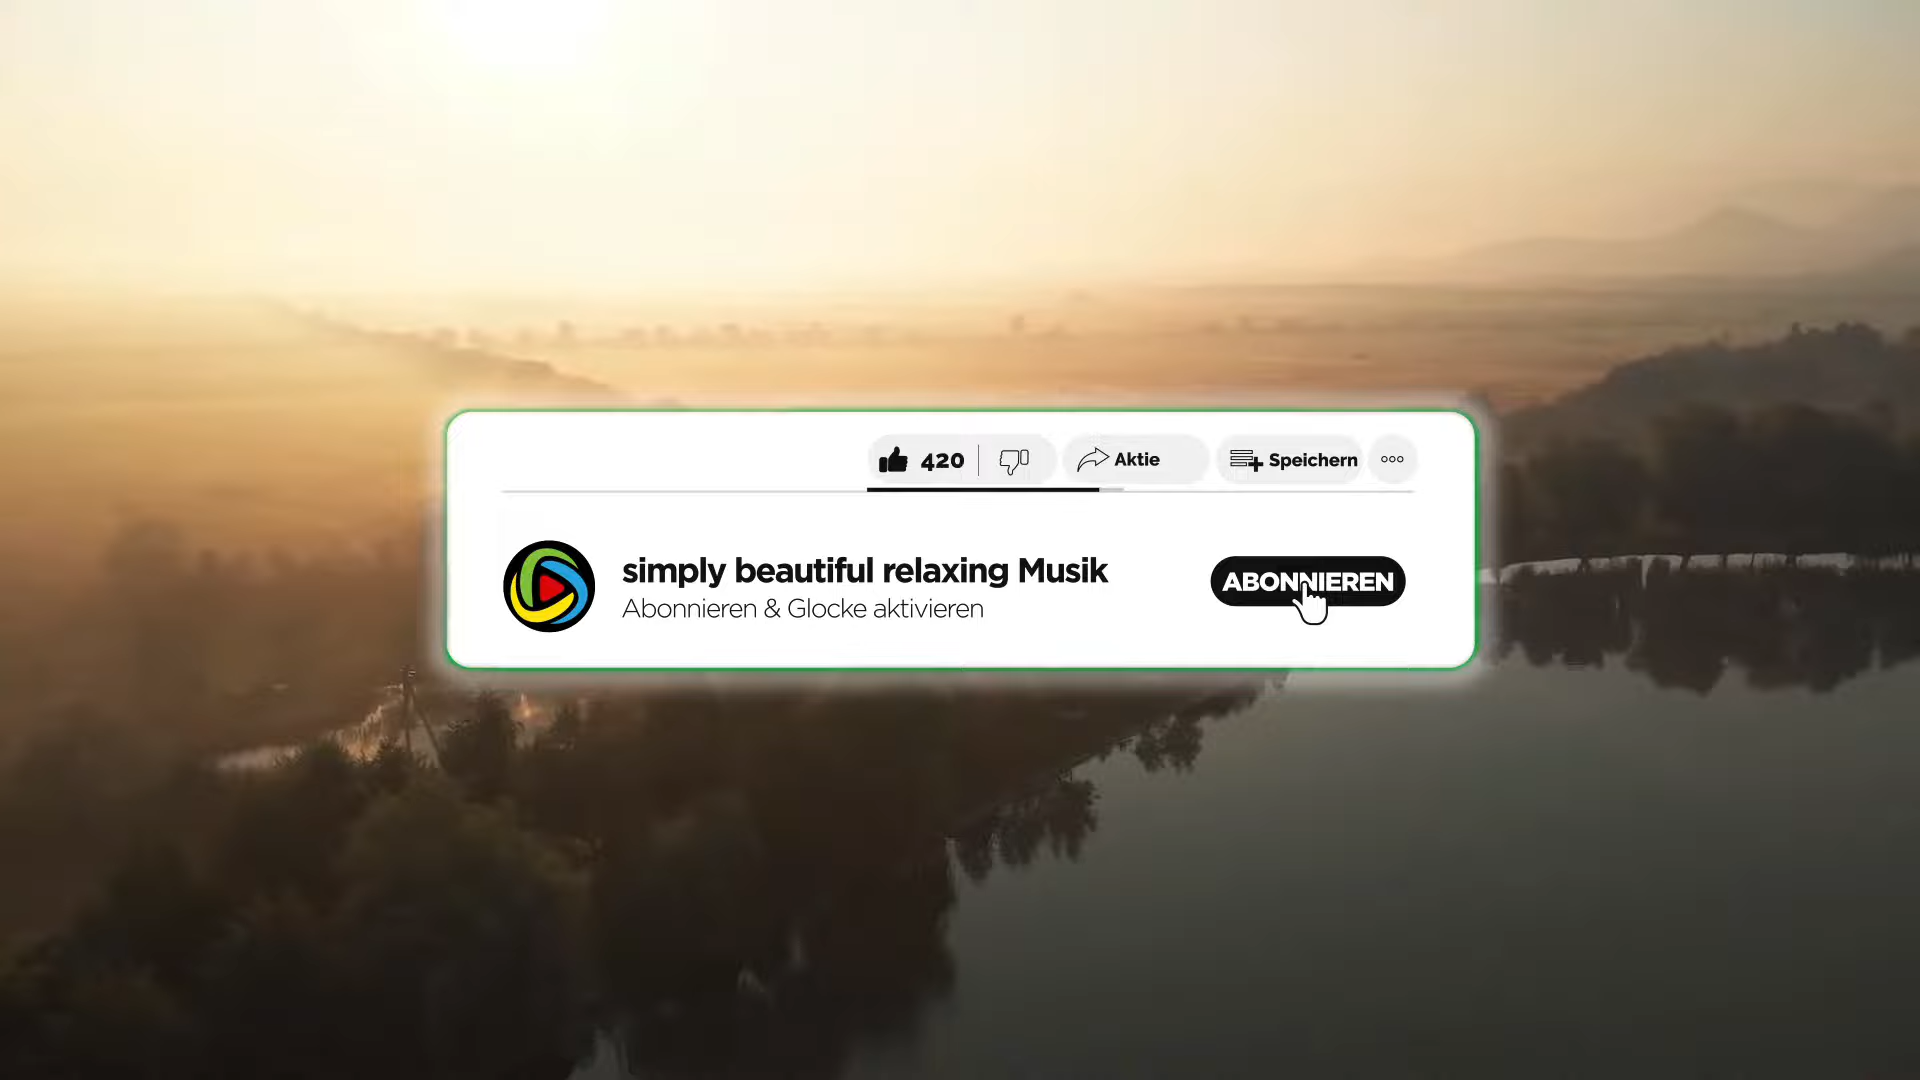 420
Aktie
Speichern
simply beautiful relaxing Musik
Abonnieren & Glocke aktivieren
ABONNIEREN